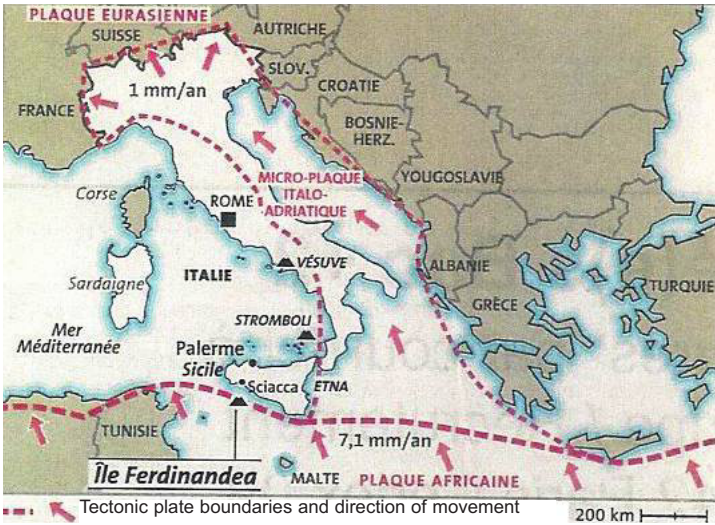 PLAQUE EURASIENNE
SUISSE
AUTRICHE
SLOV.
CROATIE
1 mm/an
FRANCE
BOSNIE-
HERZ.
MICRO-PLAQUE
ITALO-
ADRIATIQUE
YOUGOSLAVIE
Corse
ROME
VÉSUVE
ITALIE
ALBANIE
Sardaigne
TURQUIE
GRÈCE
STROMBOLI
Mer
Méditerranée
Palerme
Sicile
Sciacca
ETNA
TUNISIE
7,1 mm/an
Île Ferdinandea
MALTE
PLAQUE AFRICAINE
Tectonic plate boundaries and direction of movement
200 km